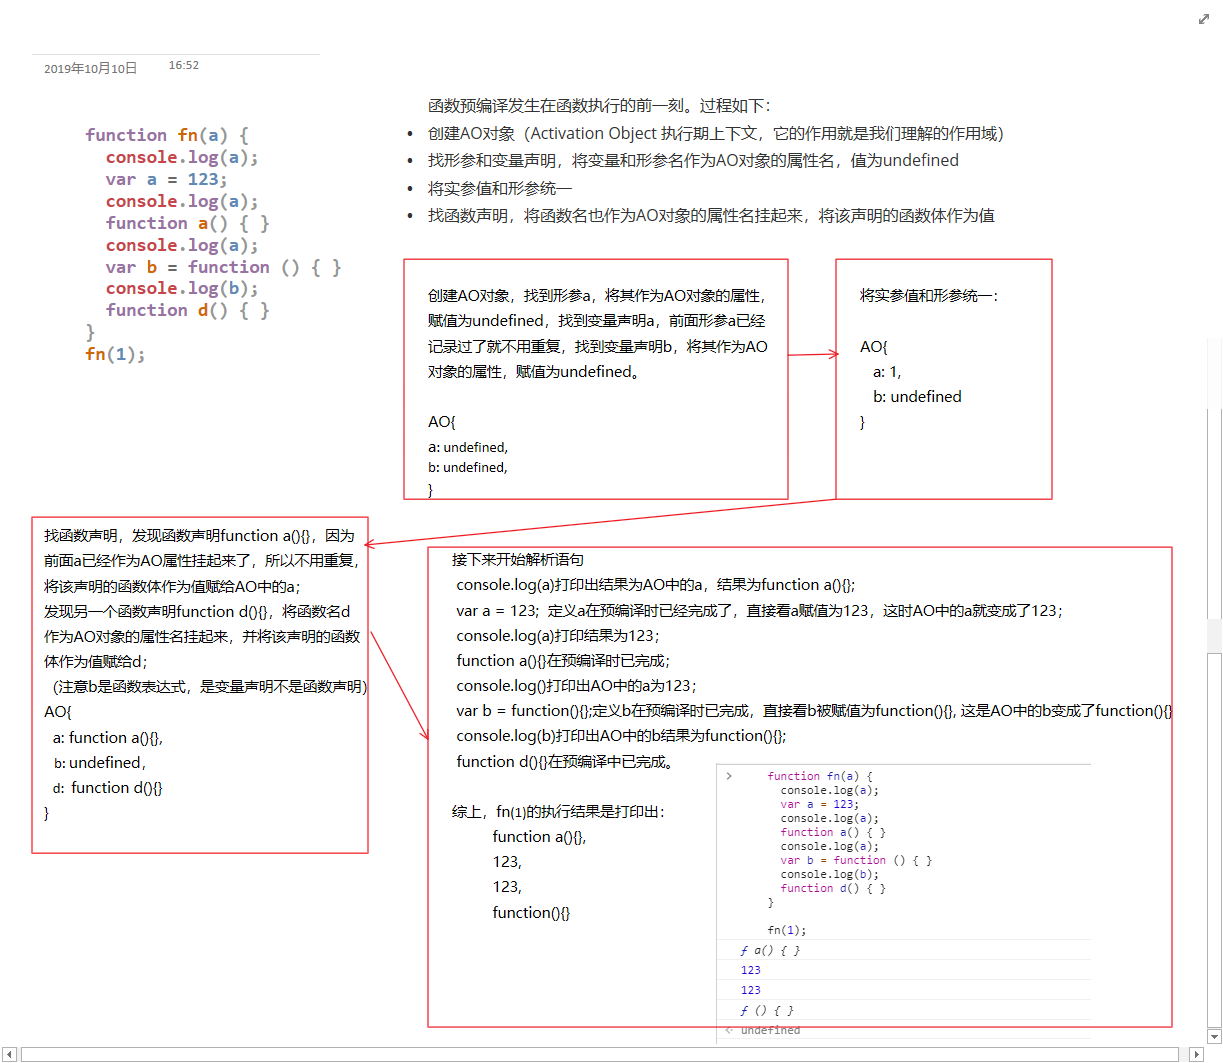 2019年10月10日
16:52
function fn(a) {
console.log(a);
var a = 123;
console.log(a);
function a() { }
console.log(a);
var b = function () { }
console.log(b);
function d() { }
}
fn(1);
函数预编译发生在函数执行的前一刻。过程如下：
• 创建AO对象（Activation Object 执行期上下文，它的作用就是我们理解的作用域）
• 找形参和变量声明，将变量和形参名作为AO对象的属性名，值为undefined
• 将实参值和形参统一
• 找函数声明，将函数名也作为AO对象的属性名挂起来，将该声明的函数体作为值
创建AO对象，找到形参a，将其作为AO对象的属性，
赋值为undefined，找到变量声明a，前面形参a已经
记录过了就不用重复，找到变量声明b，将其作为AO
对象的属性，赋值为undefined。
AO{
a: undefined,
b: undefined,
}
将实参值和形参统一：
AO{
a: 1,
b: undefined
}
找函数声明，发现函数声明function a(){}，因为
前面a已经作为AO属性挂起来了，所以不用重复，
将该声明的函数体作为值赋给AO中的a；
发现另一个函数声明function d(){}，将函数名d
作为AO对象的属性名挂起来，并将该声明的函数
体作为值赋给d；
（注意b是函数表达式，是变量声明不是函数声明)
AO{
a: function a(){},
b: undefined，
d: function d(){}
}
接下来开始解析语句
console.log(a)打印出结果为AO中的a，结果为function a(){};
var a = 123; 定义a在预编译时已经完成了，直接看a赋值为123，这时AO中的a就变成了123；
console.log(a)打印结果为123；
function a(){}在预编译时已完成；
console.log()打印出AO中的a为123；
var b = function(){};定义b在预编译时已完成，直接看b被赋值为function(){}, 这是AO中的b变成了function(){}
console.log(b)打印出AO中的b结果为function(){};
function d(){}在预编译中已完成。
综上，fn(1)的执行结果是打印出：
function a(){},
123,
123,
function(){}
> function fn(a) {
console.log(a);
var a = 123;
console.log(a);
function a() { }
console.log(a);
var b = function () { }
console.log(b);
function d() { }
}
fn(1);
ƒ a() { }
123
123
ƒ () { }
undefined